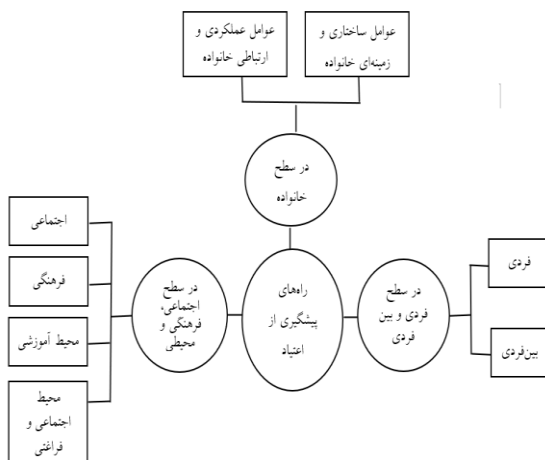 عوامل ساختاری و
زمینه‌ای خانواده
عوامل عملکردی و
ارتباطی خانواده
در سطح
خانواده
راه‌های
پیشگیری از
اعتیاد
در سطح
فردی و بین
فردی
فردی
بین‌فردی
در سطح
اجتماعی،
فرهنگی و
محیطی
اجتماعی
فرهنگی
محیط آموزشی
محیط
اجتماعی و
فراغتی